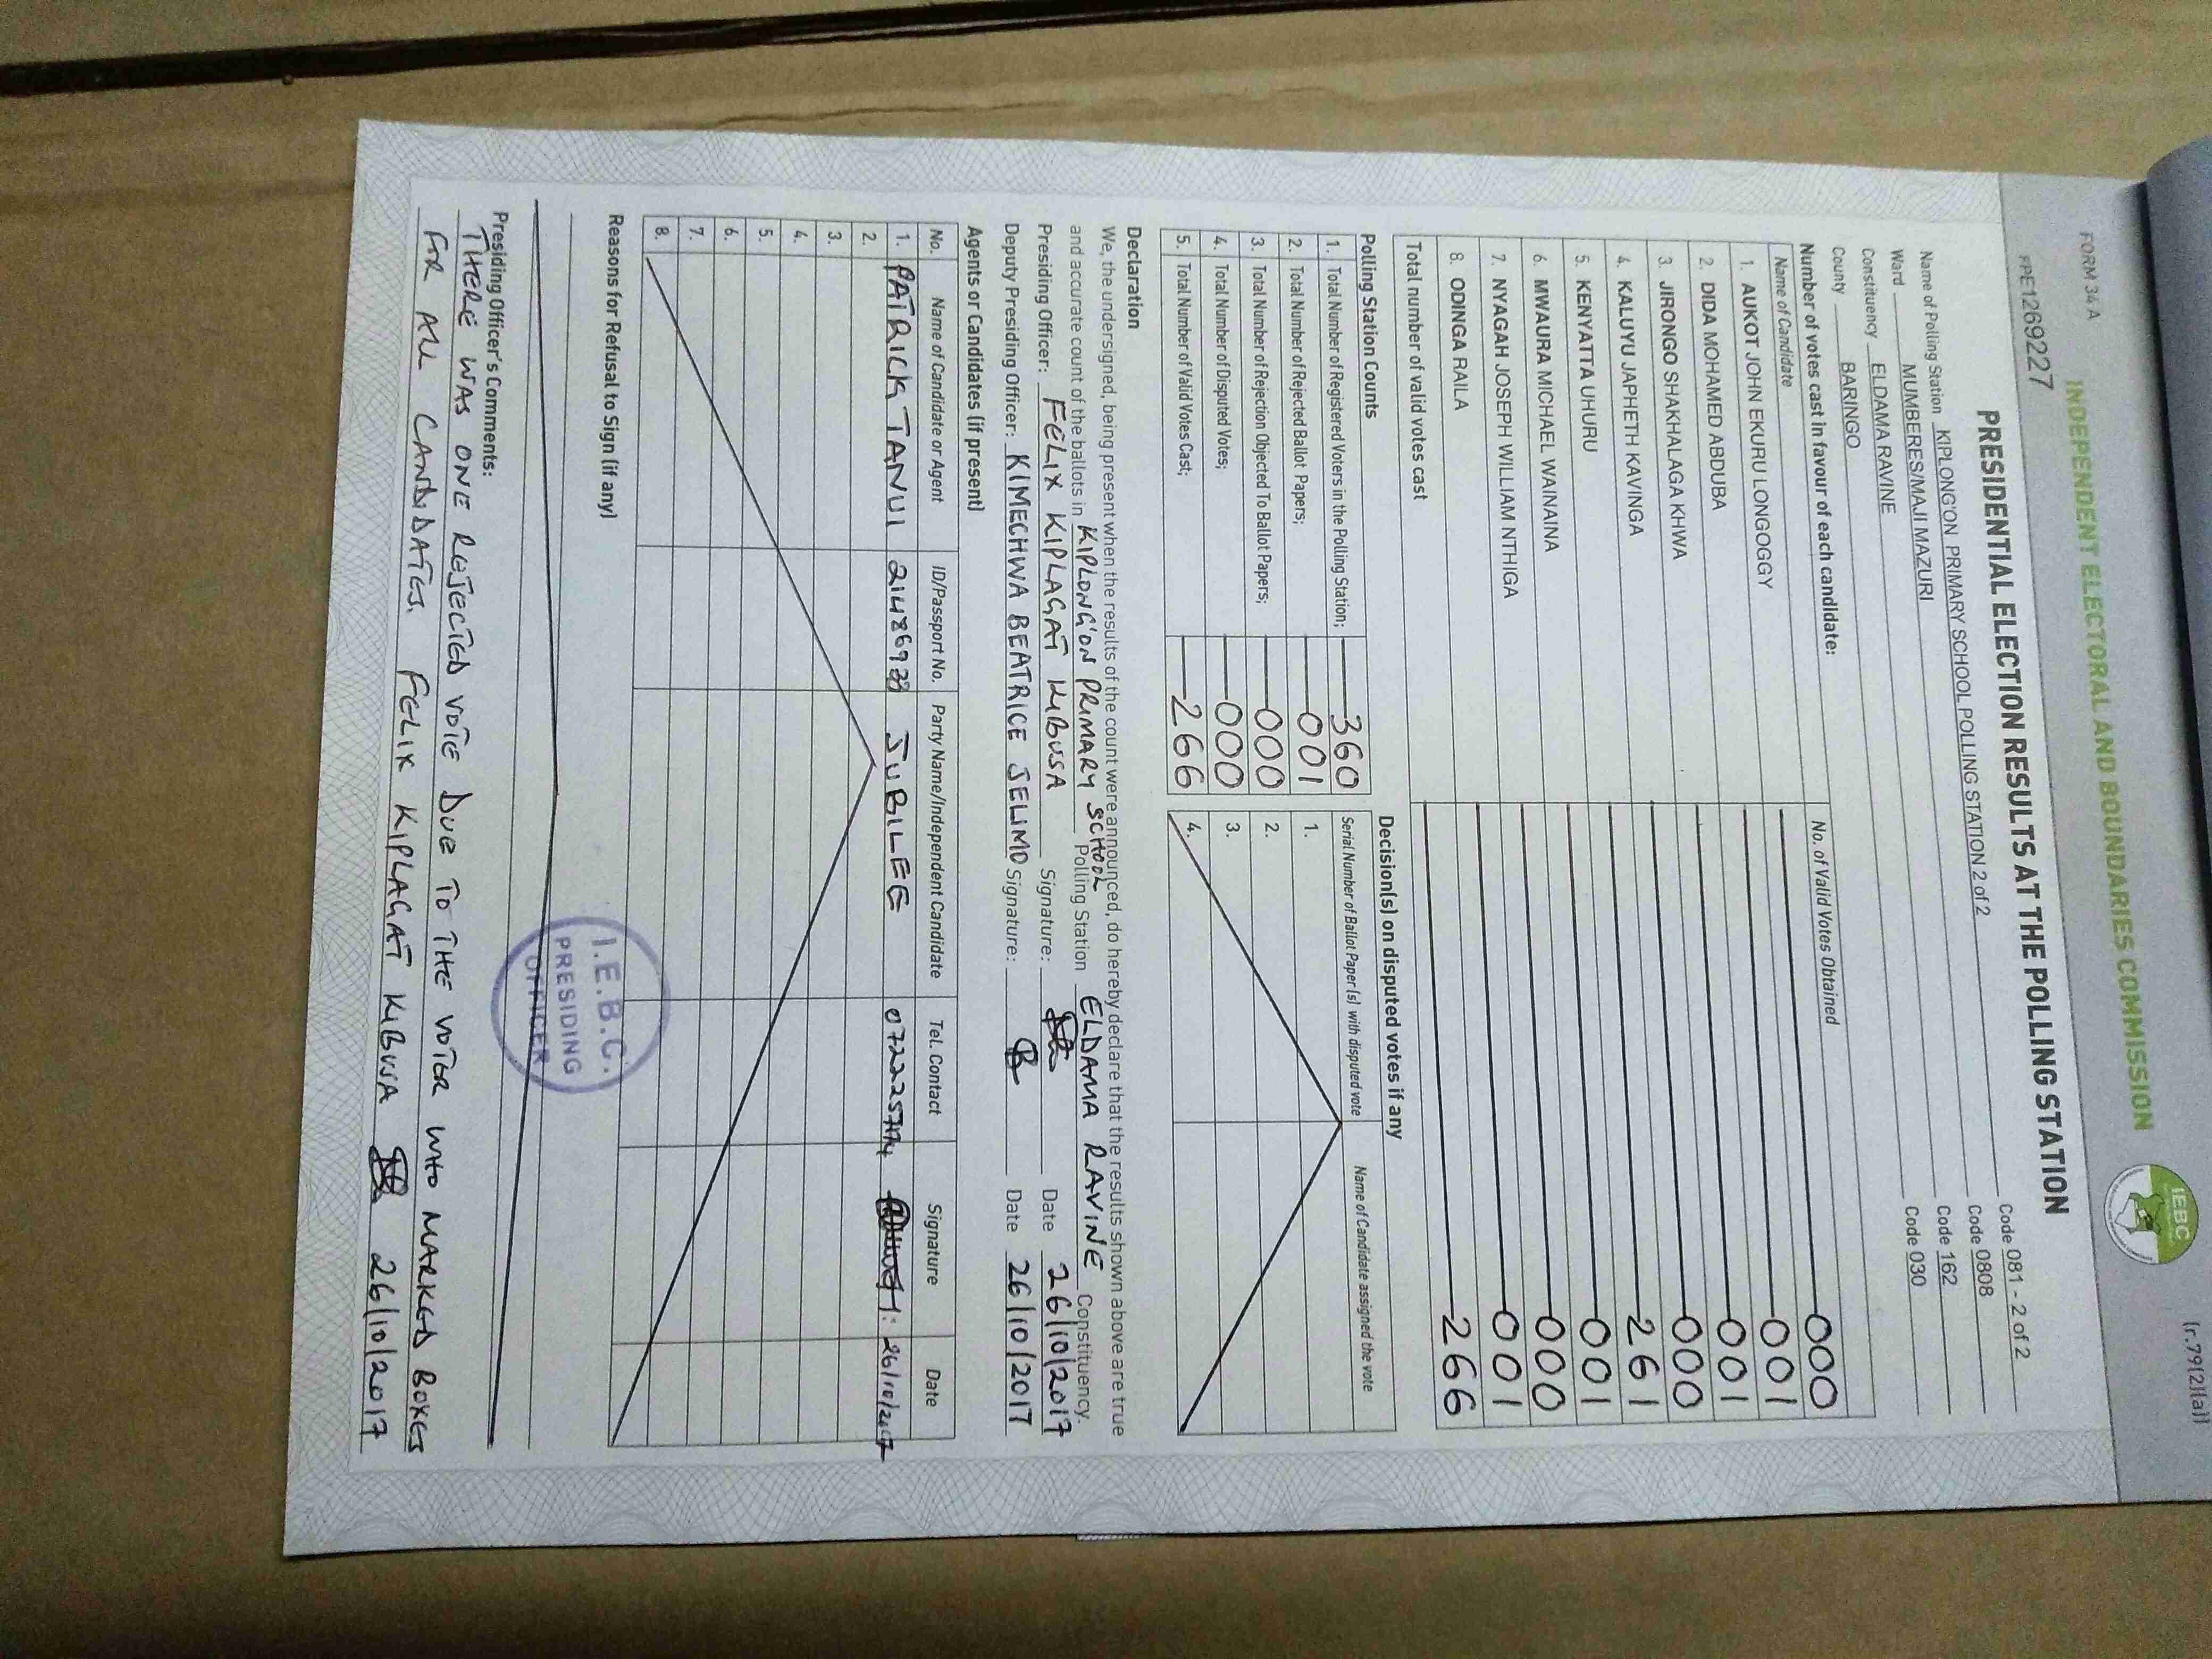 (r.79(2)(a))
FORM 34 A
INDEPENDENT ELECTORAL AND BOUNDARIES COMMISSION
IEBC
FPE1269227
PRESIDENTIAL ELECTION RESULTS AT THE POLLING STATION
Name of Polling Station KIPLONG'ON PRIMARY SCHOOL POLLING STATION 2 of 2 Code 081 - 2 of 2
Ward MUMBERES/MAJI MAZURI Code 0808
Constituency ELDAMA RAVINE Code 162
County BARINGO Code 030
Number of votes cast in favour of each candidate:
Name of Candidate No. of Valid Votes Obtained
1. AUKOT JOHN EKURU LONGOGGY 000
2. DIDA MOHAMED ABDUBA 001
3. JIRONGO SHAKHALAGA KHWA 001
4. KALUYU JAPHETH KAVINGA 000
5. KENYATTA UHURU 261
6. MWAURA MICHAEL WAINAINA 001
7. NYAGAH JOSEPH WILLIAM NTHIGA 000
8. ODINGA RAILA 001
Total number of valid votes cast 266
Polling Station Counts
1. Total Number of Registered Voters in the Polling Station; 360
2. Total Number of Rejected Ballot Papers; 001
3. Total Number of Rejection Objected To Ballot Papers; 000
4. Total Number of Disputed Votes; 000
5. Total Number of Valid Votes Cast; 266
Decision(s) on disputed votes if any
Serial Number of Ballot Paper (s) with disputed vote Name of Candidate assigned the vote
1.
2.
3.
4.
Declaration
We, the undersigned, being present when the results of the count were announced, do hereby declare that the results shown above are true
and accurate count of the ballots in KIPLONG'ON PRIMARY SCHOOL Polling Station ELDAMA RAVINE Constituency.
Presiding Officer: FELIX KIPLAGAT KIBUSA Signature: Date 26/10/2017
Deputy Presiding Officer: KIMECHWA BEATRICE JELIMO Signature: Date 26/10/2017
Agents or Candidates (if present)
No. Name of Candidate or Agent ID/Passport No. Party Name/Independent Candidate Tel. Contact Signature Date
1. PATRICK TANUI JUBILEE 26/10/2017
2.
3.
4.
5.
6.
7.
8.
Reasons for Refusal to Sign (if any)
I.E.B.C.
PRESIDING
OFFICER
Presiding Officer's Comments:
THERE WAS ONE REJECTED VOTE DUE TO THE VOTER WHO MARKED BOXES
FOR ALL CANDIDATES. FELIX KIPLAGAT KIBUSA 26/10/2017